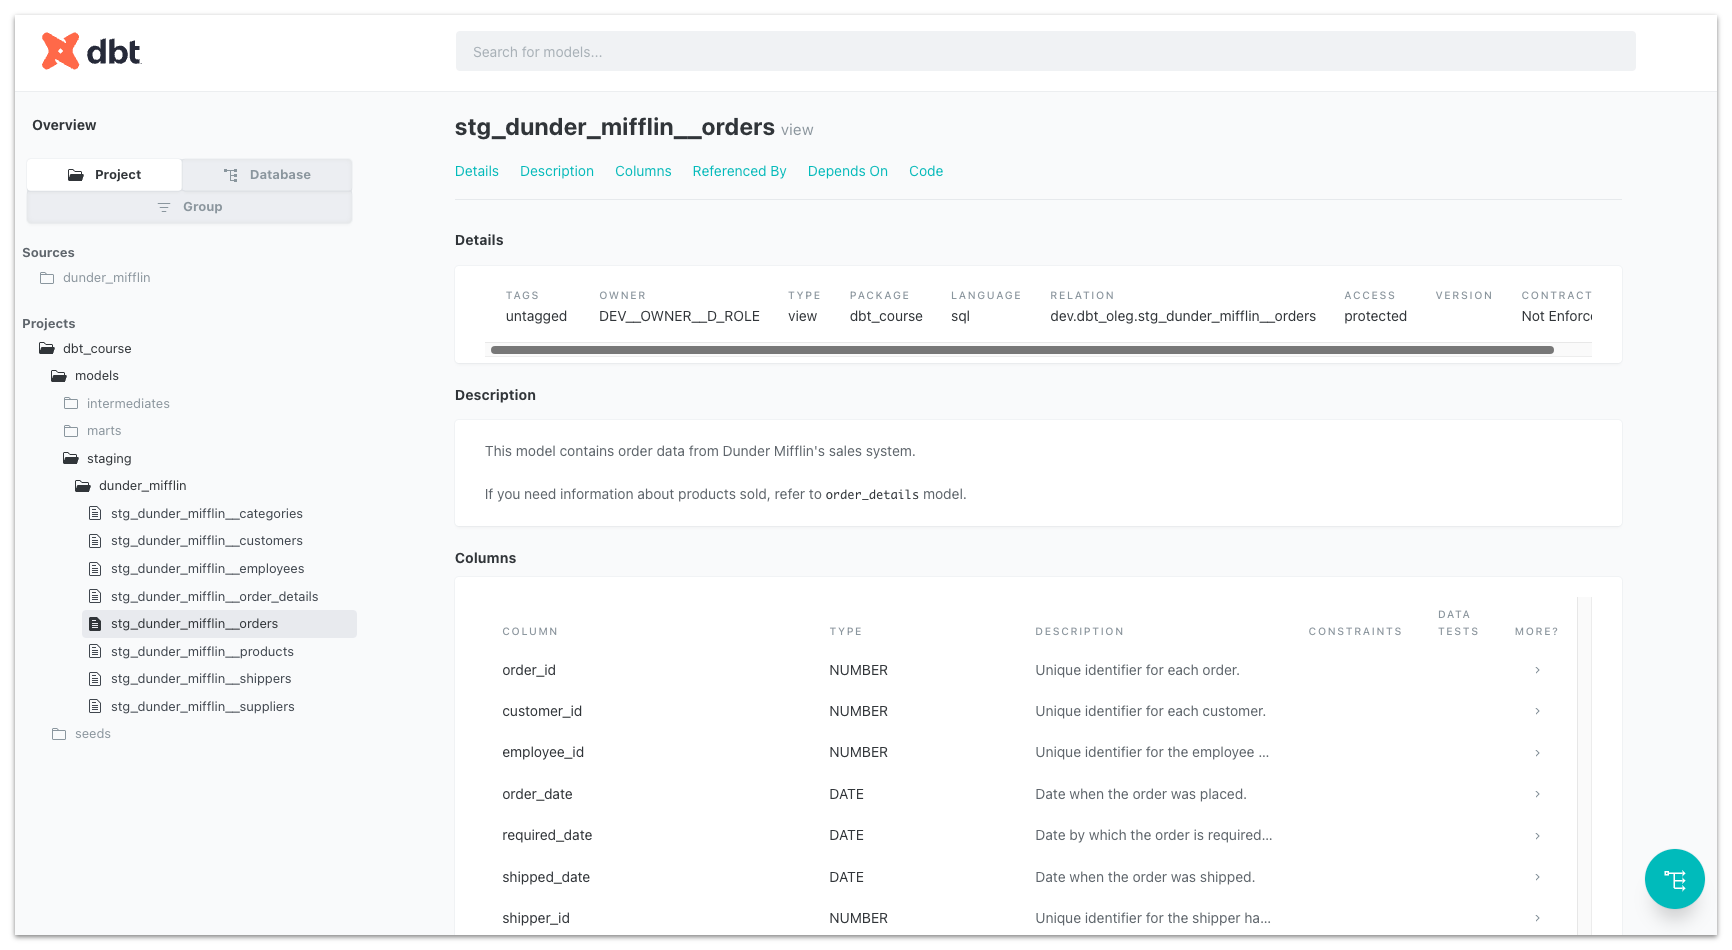 dbt
Search for models...
Overview
Project
Database
Group
Sources
dunder_mifflin
Projects
dbt_course
models
intermediates
marts
staging
dunder_mifflin
stg_dunder_mifflin__categories
stg_dunder_mifflin__customers
stg_dunder_mifflin__employees
stg_dunder_mifflin__order_details
stg_dunder_mifflin__orders
stg_dunder_mifflin__products
stg_dunder_mifflin__shippers
stg_dunder_mifflin__suppliers
seeds
stg_dunder_mifflin__orders view
Details Description Columns Referenced By Depends On Code
Details
TAGS OWNER TYPE PACKAGE LANGUAGE RELATION ACCESS VERSION CONTRACT
untagged DEV__OWNER__D_ROLE view dbt_course sql dev.dbt_oleg.stg_dunder_mifflin__orders protected Not Enforc
Description
This model contains order data from Dunder Mifflin's sales system.
If you need information about products sold, refer to order_details model.
Columns
COLUMN TYPE DESCRIPTION CONSTRAINTS DATA TESTS MORE?
order_id NUMBER Unique identifier for each order.
customer_id NUMBER Unique identifier for each customer.
employee_id NUMBER Unique identifier for the employee ...
order_date DATE Date when the order was placed.
required_date DATE Date by which the order is required...
shipped_date DATE Date when the order was shipped.
shipper_id NUMBER Unique identifier for the shipper ha...